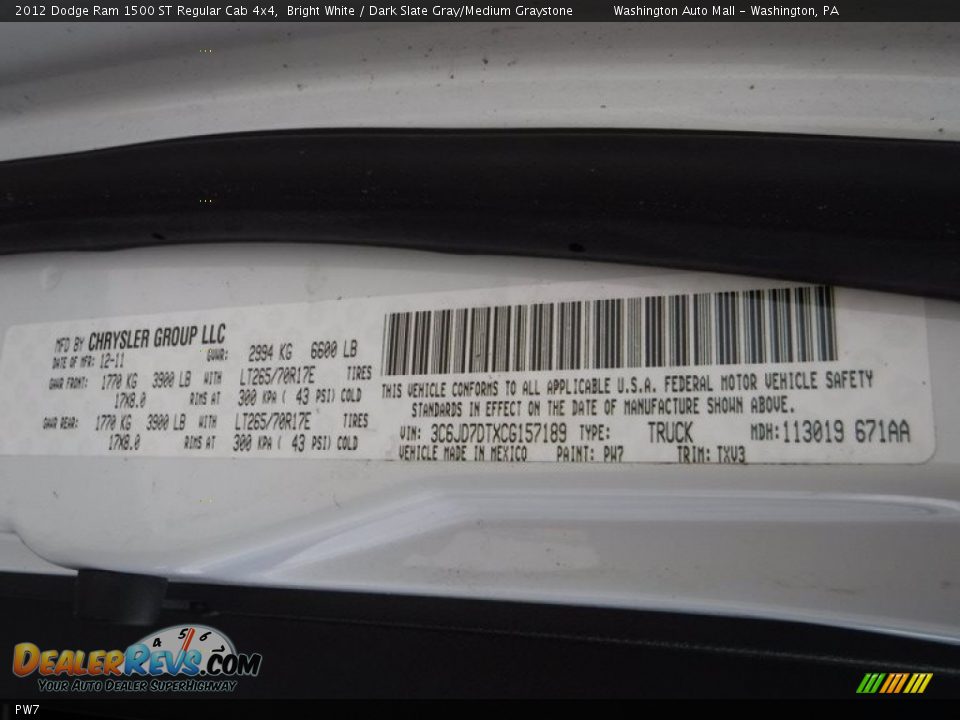 2012 Dodge Ram 1500 ST Regular Cab 4x4, Bright White / Dark Slate Gray/Medium Graystone Washington Auto Mall - Washington, PA
MFD BY CHRYSLER GROUP LLC
DATE OF MFR: 12-11 GVWR: 2994 KG 6600 LB
GAWR FRONT: 1770 KG 3900 LB WITH LT265/70R17E TIRES
17X8.0 RIMS AT 300 KPA ( 43 PSI) COLD
GAWR REAR: 1770 KG 3900 LB WITH LT265/70R17E TIRES
17X8.0 RIMS AT 300 KPA ( 43 PSI) COLD
THIS VEHICLE CONFORMS TO ALL APPLICABLE U.S.A. FEDERAL MOTOR VEHICLE SAFETY
STANDARDS IN EFFECT ON THE DATE OF MANUFACTURE SHOWN ABOVE.
VIN: 3C6JD7DTXCG157189 TYPE: TRUCK MDH: 113019 671AA
VEHICLE MADE IN MEXICO PAINT: PW7 TRIM: TXV3
4 5 6
DEALERREVS.COM
YOUR AUTO DEALER SUPERHIGHWAY
PW7